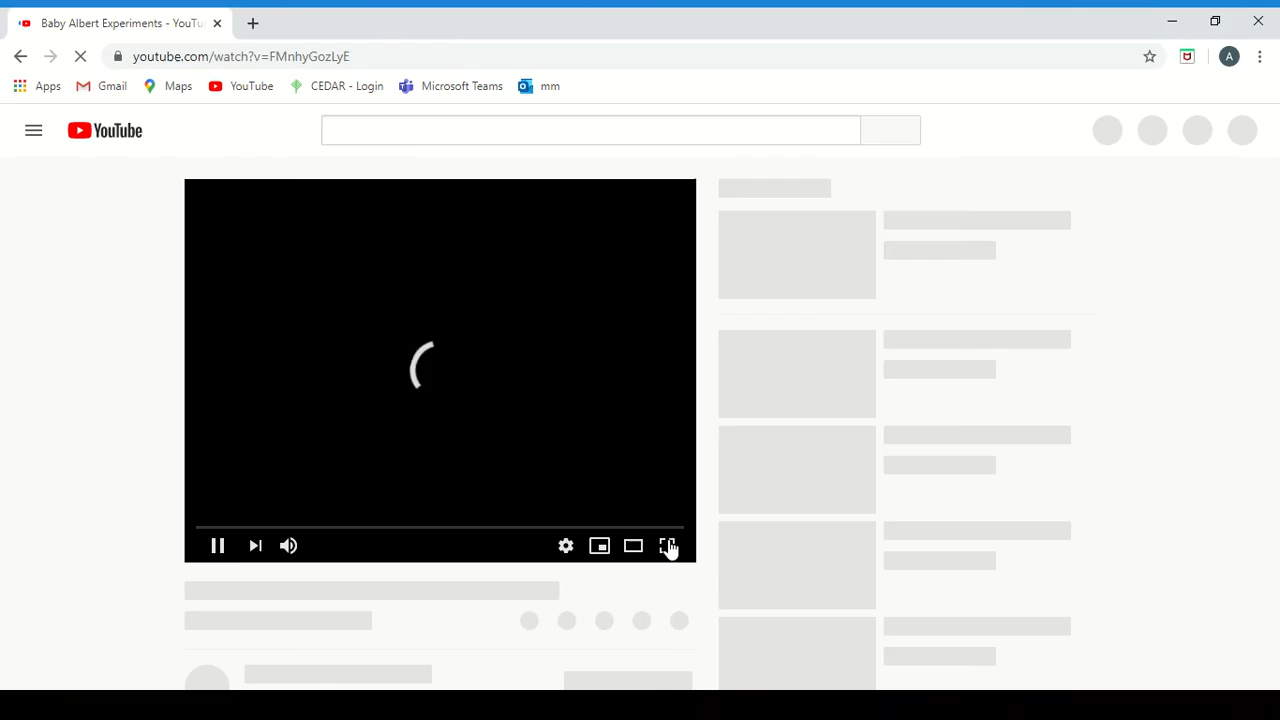 Baby Albert Experiments - YouTu
youtube.com/watch?v=FMnhyGozLyE
A
Apps
Gmail
Maps
YouTube
CEDAR - Login
Microsoft Teams
mm
YouTube